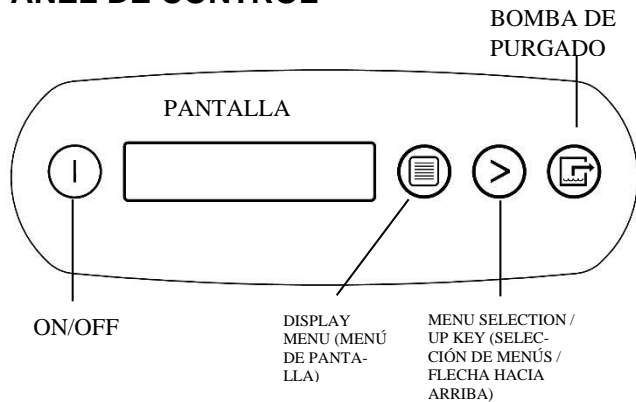 BOMBA DE
PURGADO
PANTALLA
ON/OFF
DISPLAY
MENU (MENÚ
DE PANTA-
LLA)
MENU SELECTION /
UP KEY (SELEC-
CIÓN DE MENÚS /
FLECHA HACIA
ARRIBA)